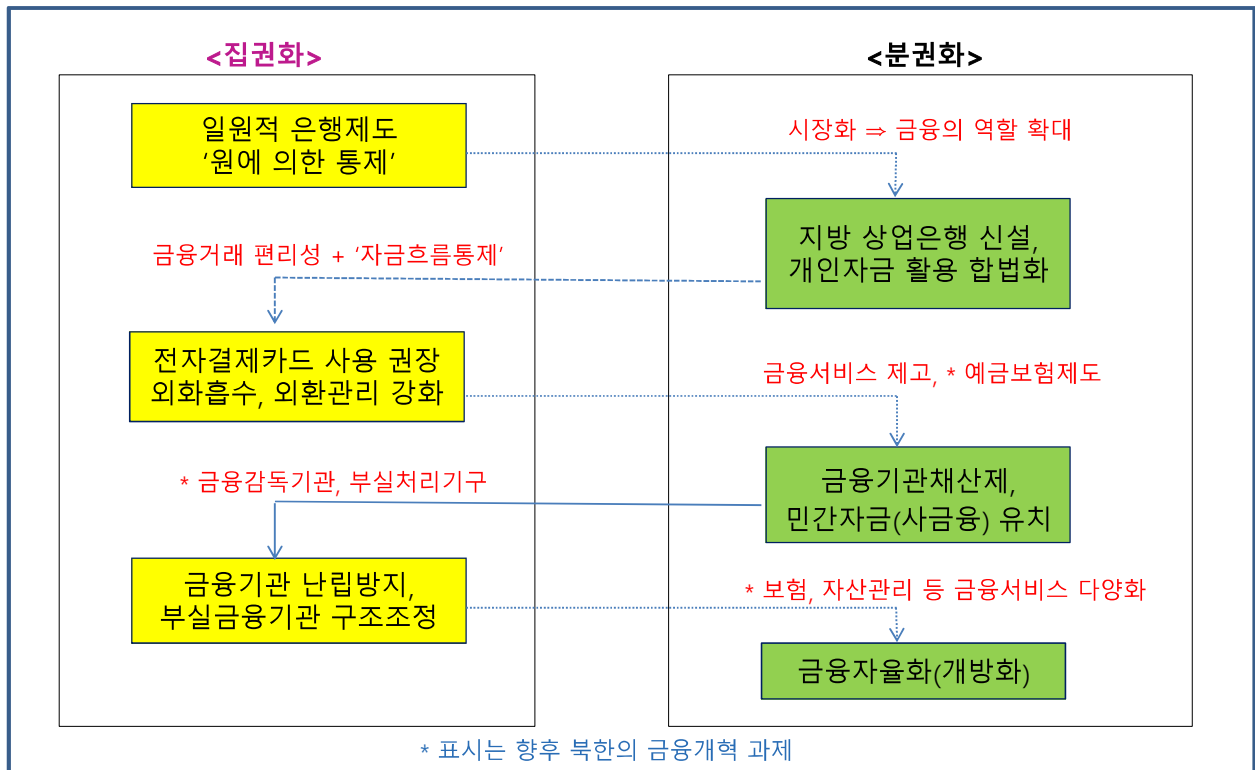 <집권화>
<분권화>
일원적 은행제도
‘원에 의한 통제‘
시장화 ⇒ 금융의 역할 확대
지방 상업은행 신설,
개인자금 활용 합법화
금융거래 편리성 + ‘자금흐름통제’
전자결제카드 사용 권장
외화흡수, 외환관리 강화
금융서비스 제고, * 예금보험제도
금융기관채산제,
민간자금(사금융) 유치
* 금융감독기관, 부실처리기구
금융기관 난립방지,
부실금융기관 구조조정
* 보험, 자산관리 등 금융서비스 다양화
금융자율화(개방화)
* 표시는 향후 북한의 금융개혁 과제